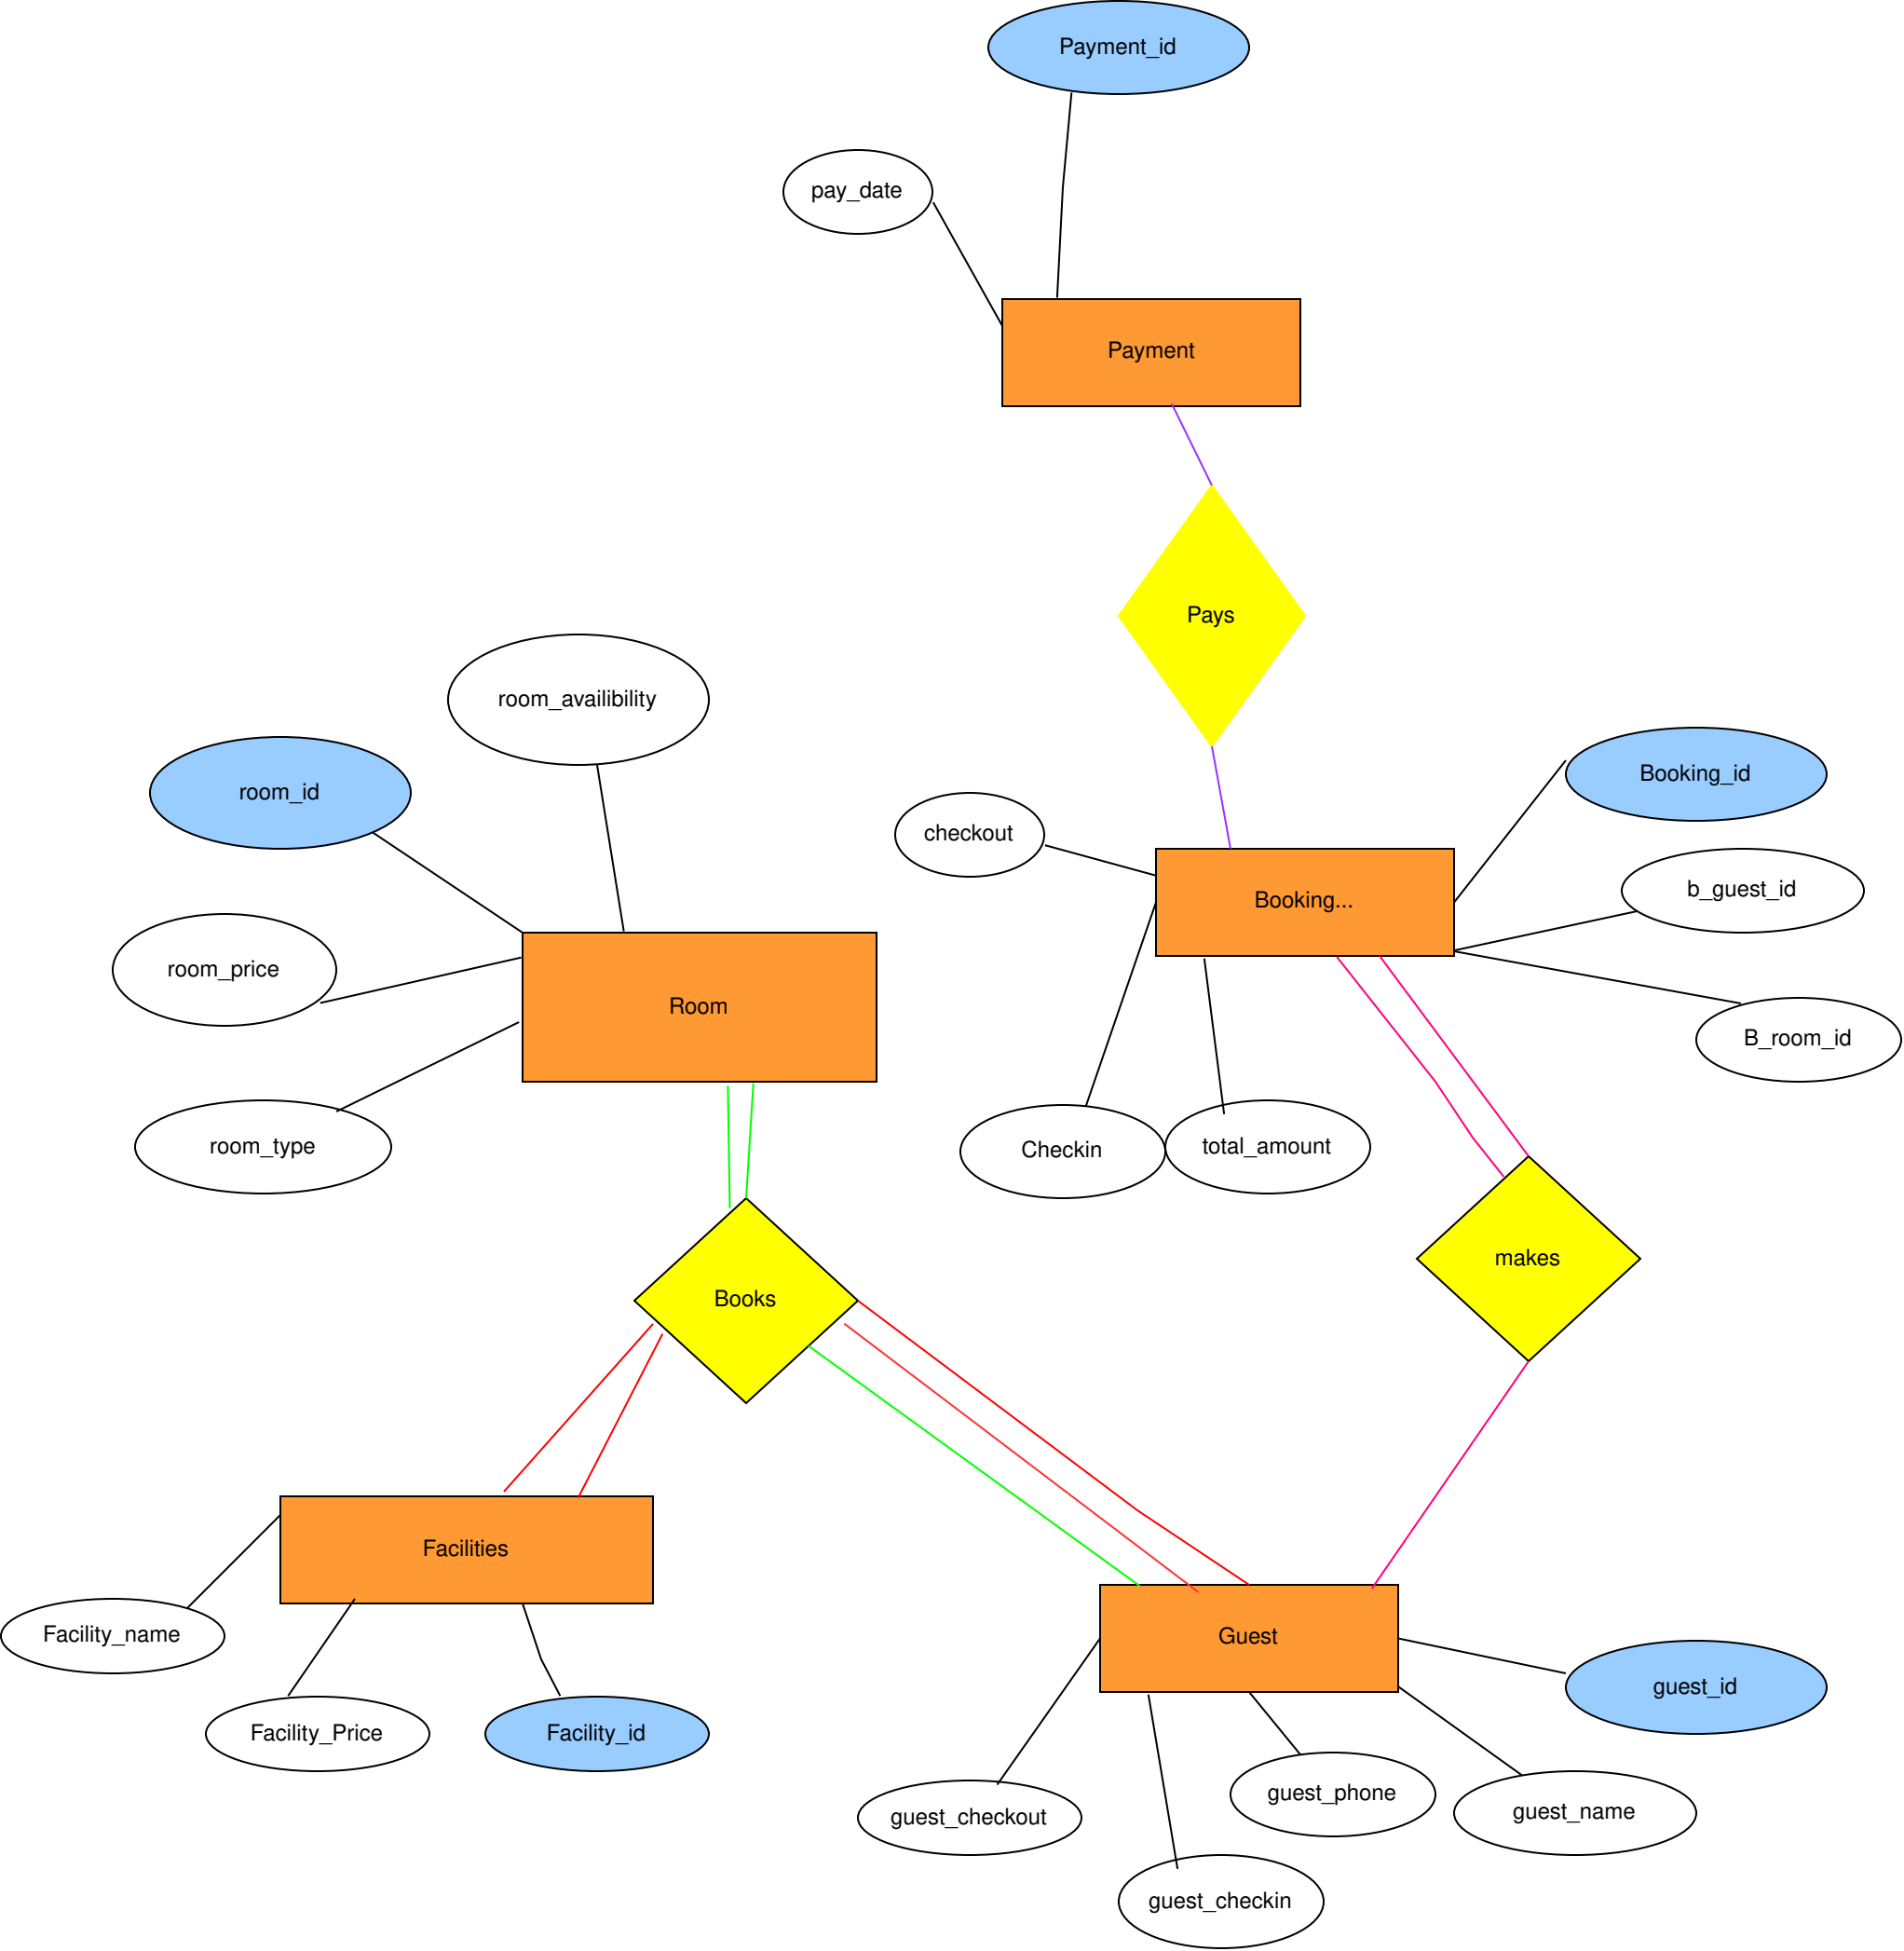 Payment_id
pay_date
Payment
Pays
room_availibility
room_id
Booking_id
checkout
b_guest_id
Booking...
room_price
Room
B_room_id
room_type
Checkin
total_amount
makes
Books
Facilities
Facility_name
Guest
guest_id
Facility_Price
Facility_id
guest_phone
guest_name
guest_checkout
guest_checkin